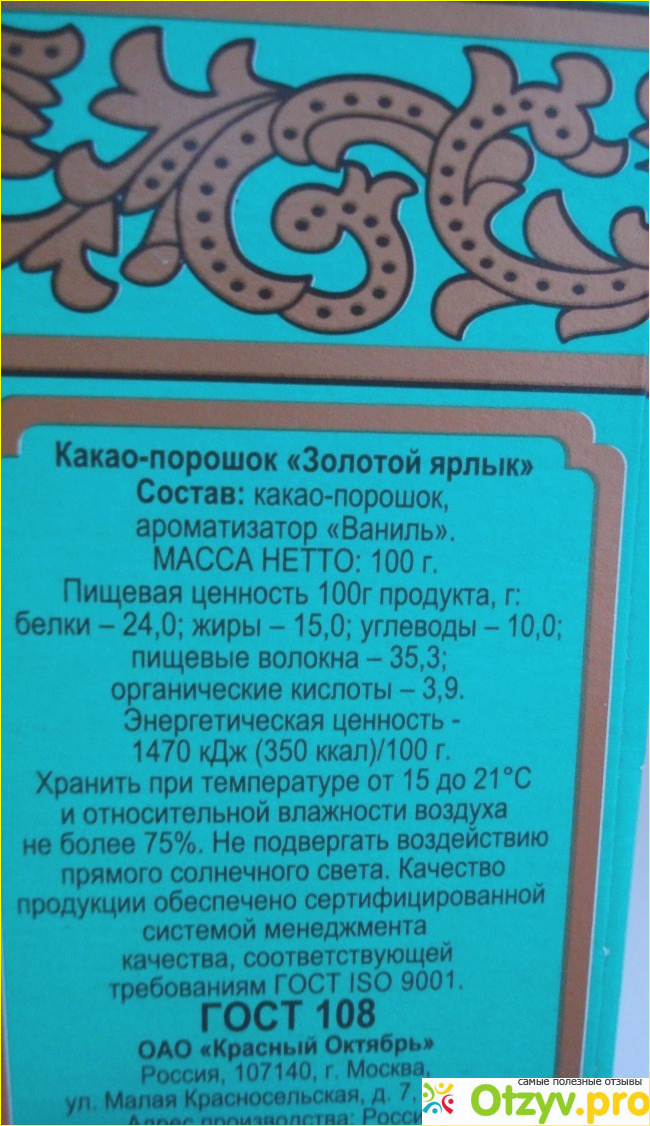 Какао-порошок «Золотой ярлык»
Состав: какао-порошок,
ароматизатор «Ваниль».
МАССА НЕТТО: 100 г.
Пищевая ценность 100г продукта, г:
белки – 24,0; жиры – 15,0; углеводы – 10,0;
пищевые волокна – 35,3;
органические кислоты – 3,9.
Энергетическая ценность -
1470 кДж (350 ккал)/100 г.
Хранить при температуре от 15 до 21°С
и относительной влажности воздуха
не более 75%. Не подвергать воздействию
прямого солнечного света. Качество
продукции обеспечено сертифицированной
системой менеджмента
качества, соответствующей
требованиям ГОСТ ISO 9001.
ГОСТ 108
ОАО «Красный Октябрь»
Россия, 107140, г. Москва,
ул. Малая Красносельская, д. 7,
Адрес производства:
самые полезные отзывы
Otzyv.pro